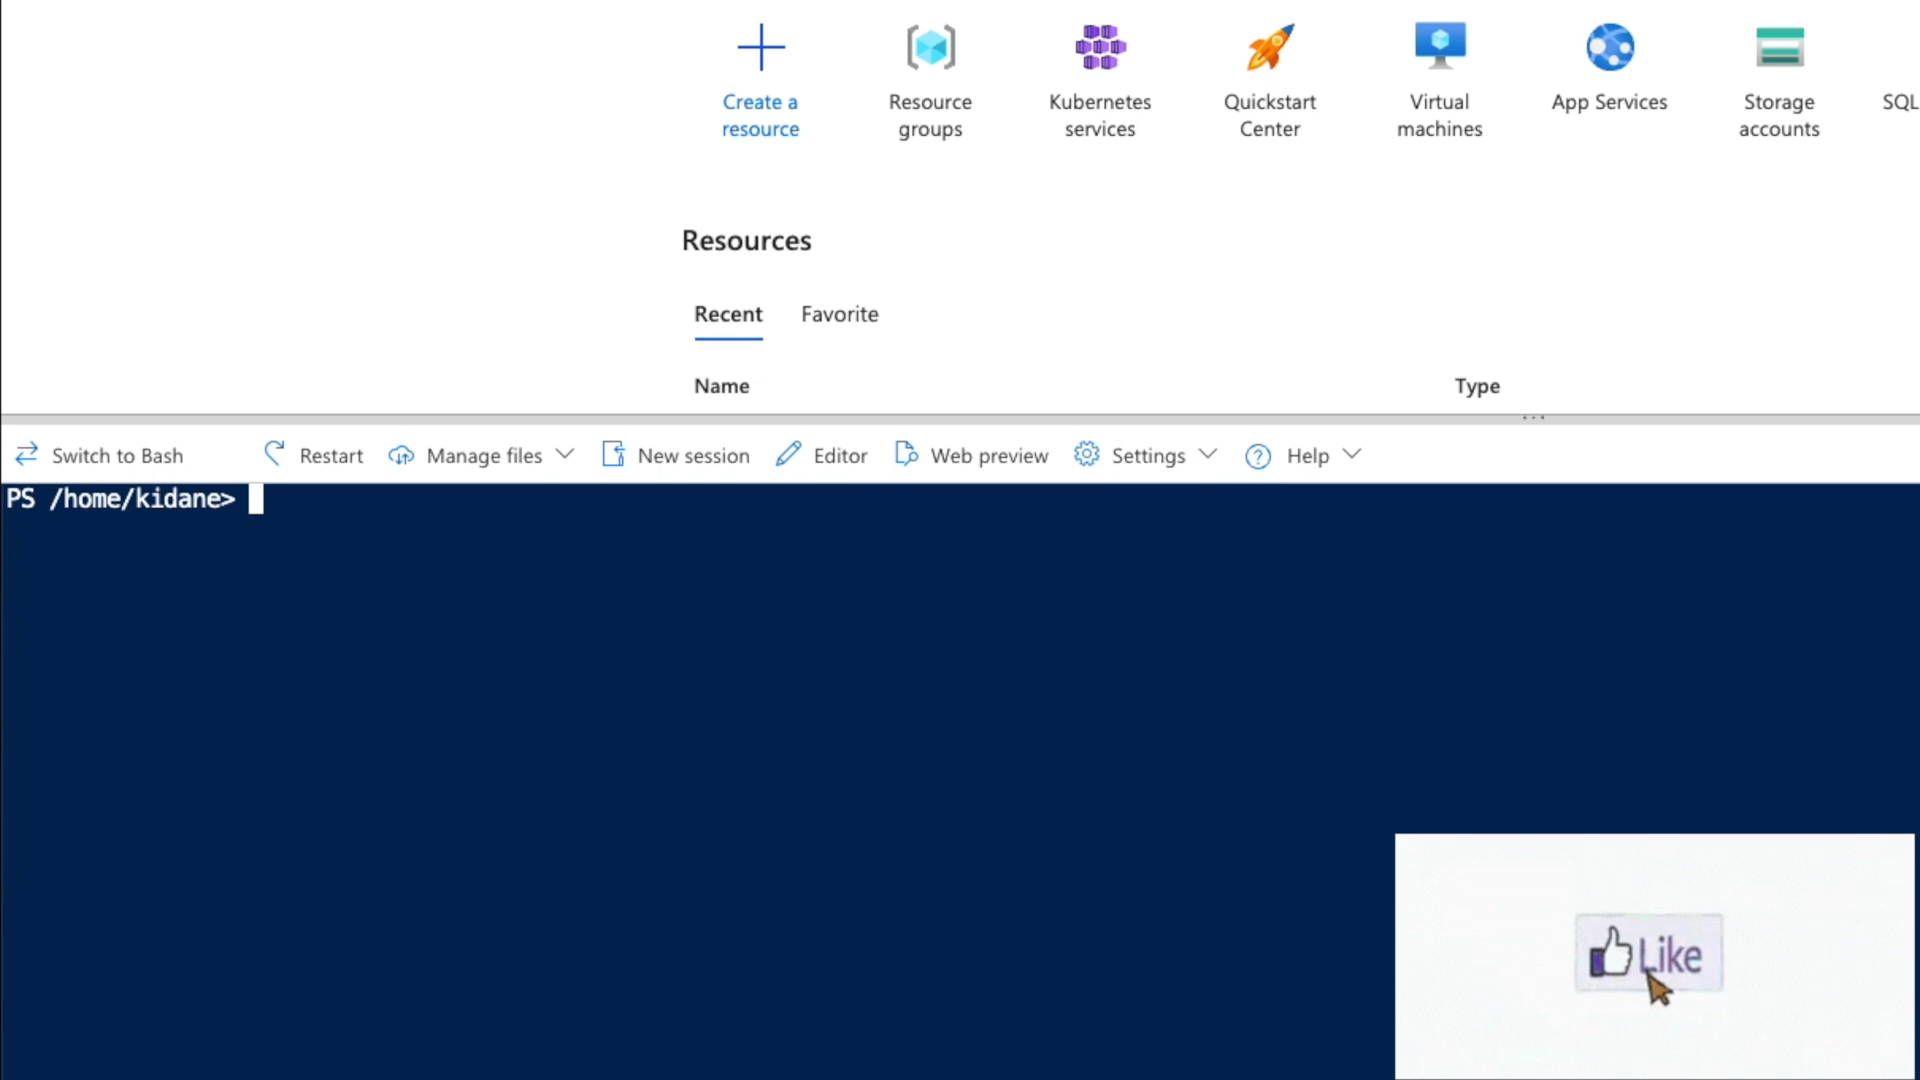 Create a resource
Resource groups
Kubernetes services
Quickstart Center
Virtual machines
App Services
Storage accounts
SQL
Resources
Recent Favorite
Name Type
Switch to Bash Restart Manage files New session Editor Web preview Settings Help
PS /home/kidane>
Like